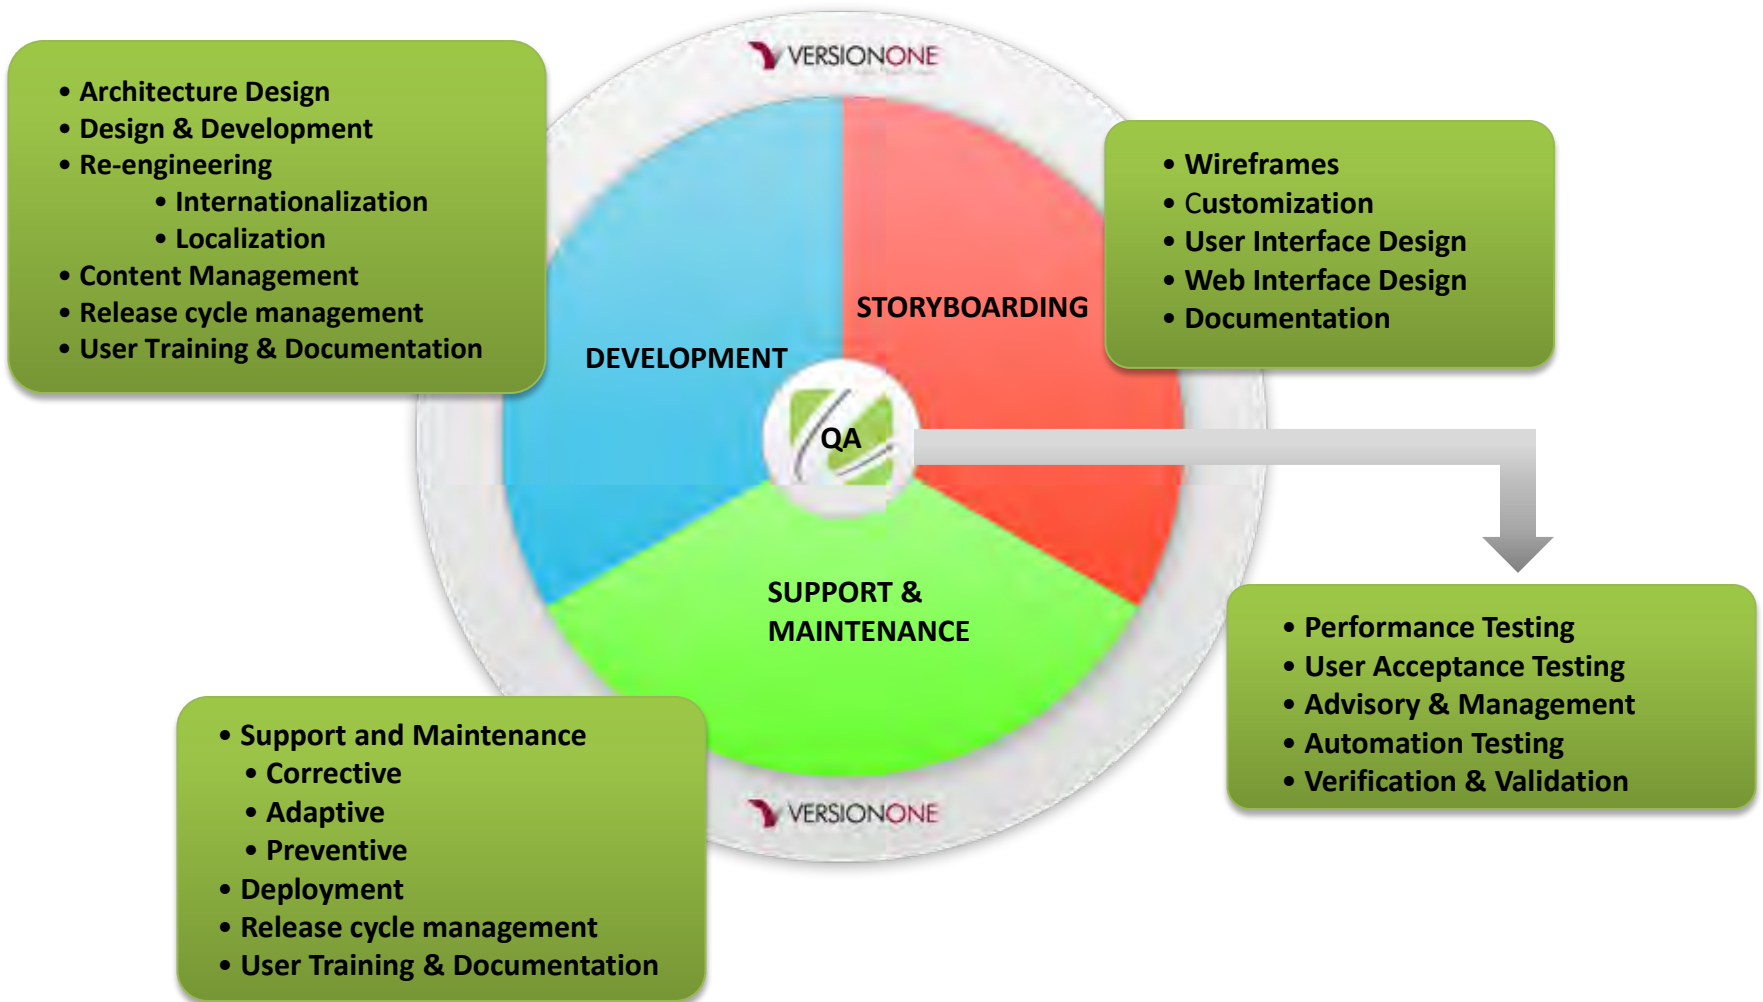 VERSIONONE
• Architecture Design
• Design & Development
• Re-engineering
• Internationalization
• Localization
• Content Management
• Release cycle management
• User Training & Documentation
• Wireframes
• Customization
• User Interface Design
• Web Interface Design
• Documentation
STORYBOARDING
DEVELOPMENT
QA
SUPPORT &
MAINTENANCE
• Performance Testing
• User Acceptance Testing
• Advisory & Management
• Automation Testing
• Verification & Validation
• Support and Maintenance
• Corrective
• Adaptive
• Preventive
• Deployment
• Release cycle management
• User Training & Documentation
VERSIONONE